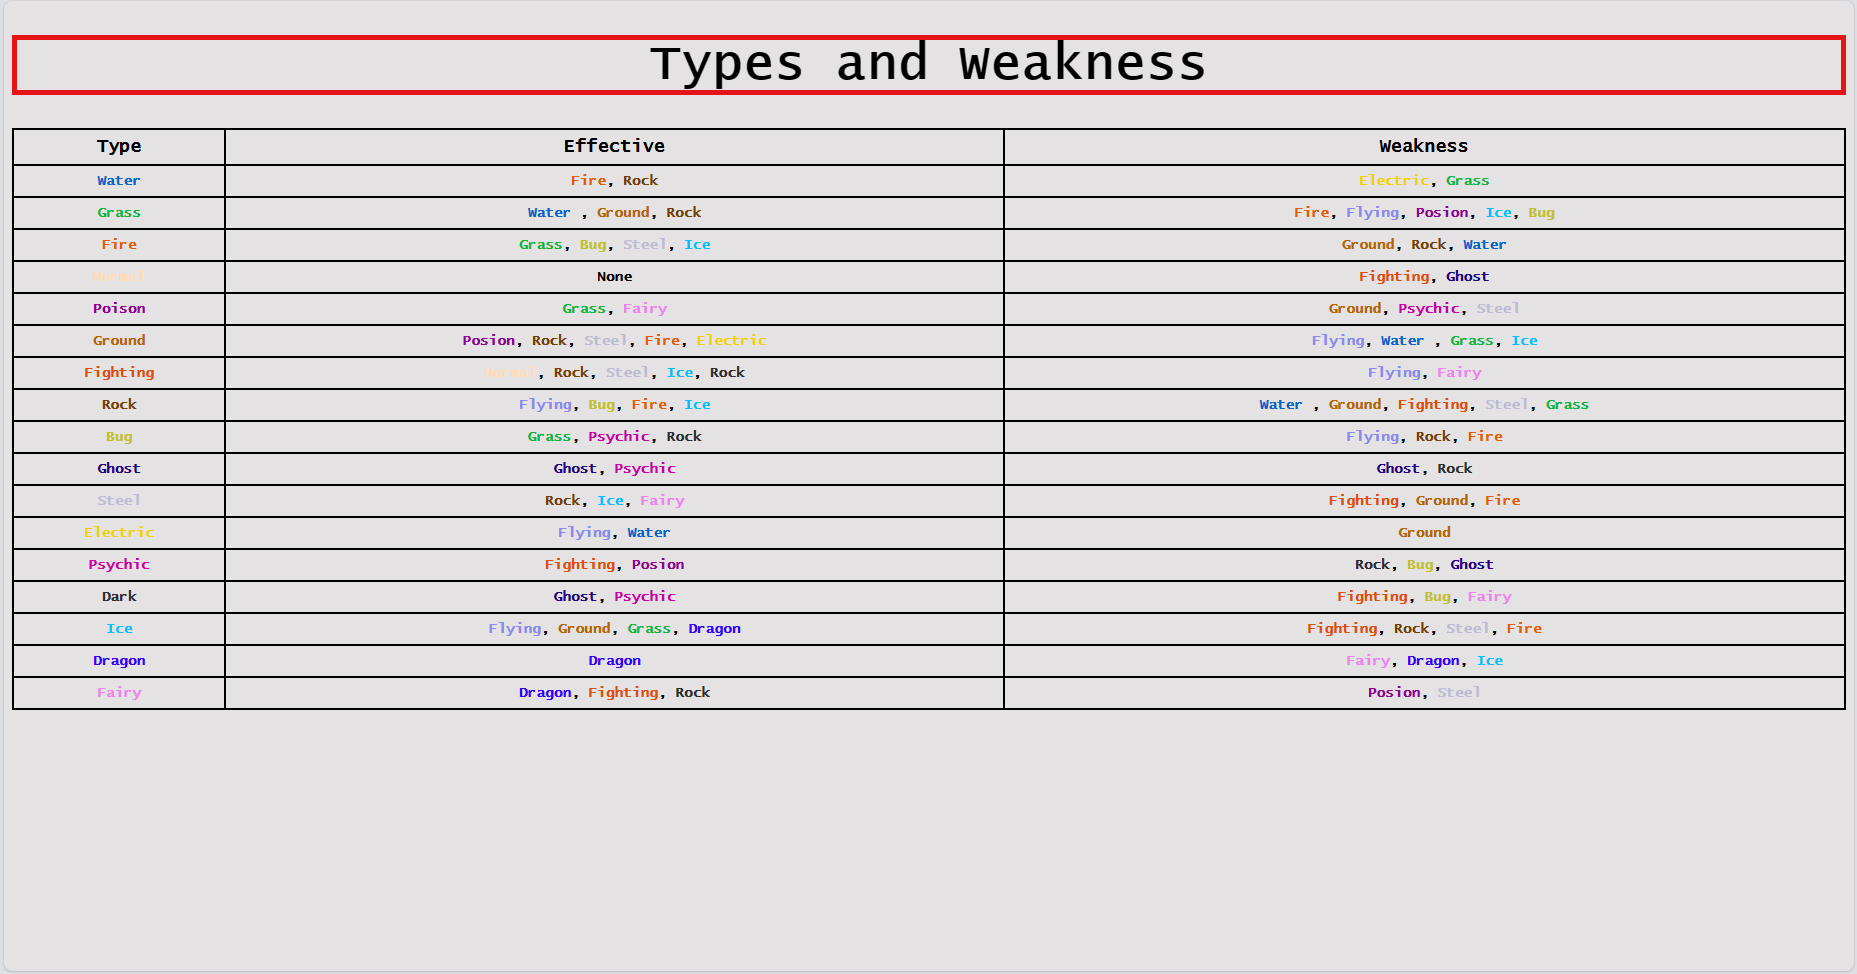 Types and Weakness
Type Effective Weakness
Water Fire, Rock Electric, Grass
Grass Water , Ground, Rock Fire, Flying, Posion, Ice, Bug
Fire Grass, Bug, Steel, Ice Ground, Rock, Water
Normal None Fighting, Ghost
Poison Grass, Fairy Ground, Psychic, Steel
Ground Posion, Rock, Steel, Fire, Electric Flying, Water , Grass, Ice
Fighting Normal, Rock, Steel, Ice, Rock Flying, Fairy
Rock Flying, Bug, Fire, Ice Water , Ground, Fighting, Steel, Grass
Bug Grass, Psychic, Rock Flying, Rock, Fire
Ghost Ghost, Psychic Ghost, Rock
Steel Rock, Ice, Fairy Fighting, Ground, Fire
Electric Flying, Water Ground
Psychic Fighting, Posion Rock, Bug, Ghost
Dark Ghost, Psychic Fighting, Bug, Fairy
Ice Flying, Ground, Grass, Dragon Fighting, Rock, Steel, Fire
Dragon Dragon Fairy, Dragon, Ice
Fairy Dragon, Fighting, Rock Posion, Steel